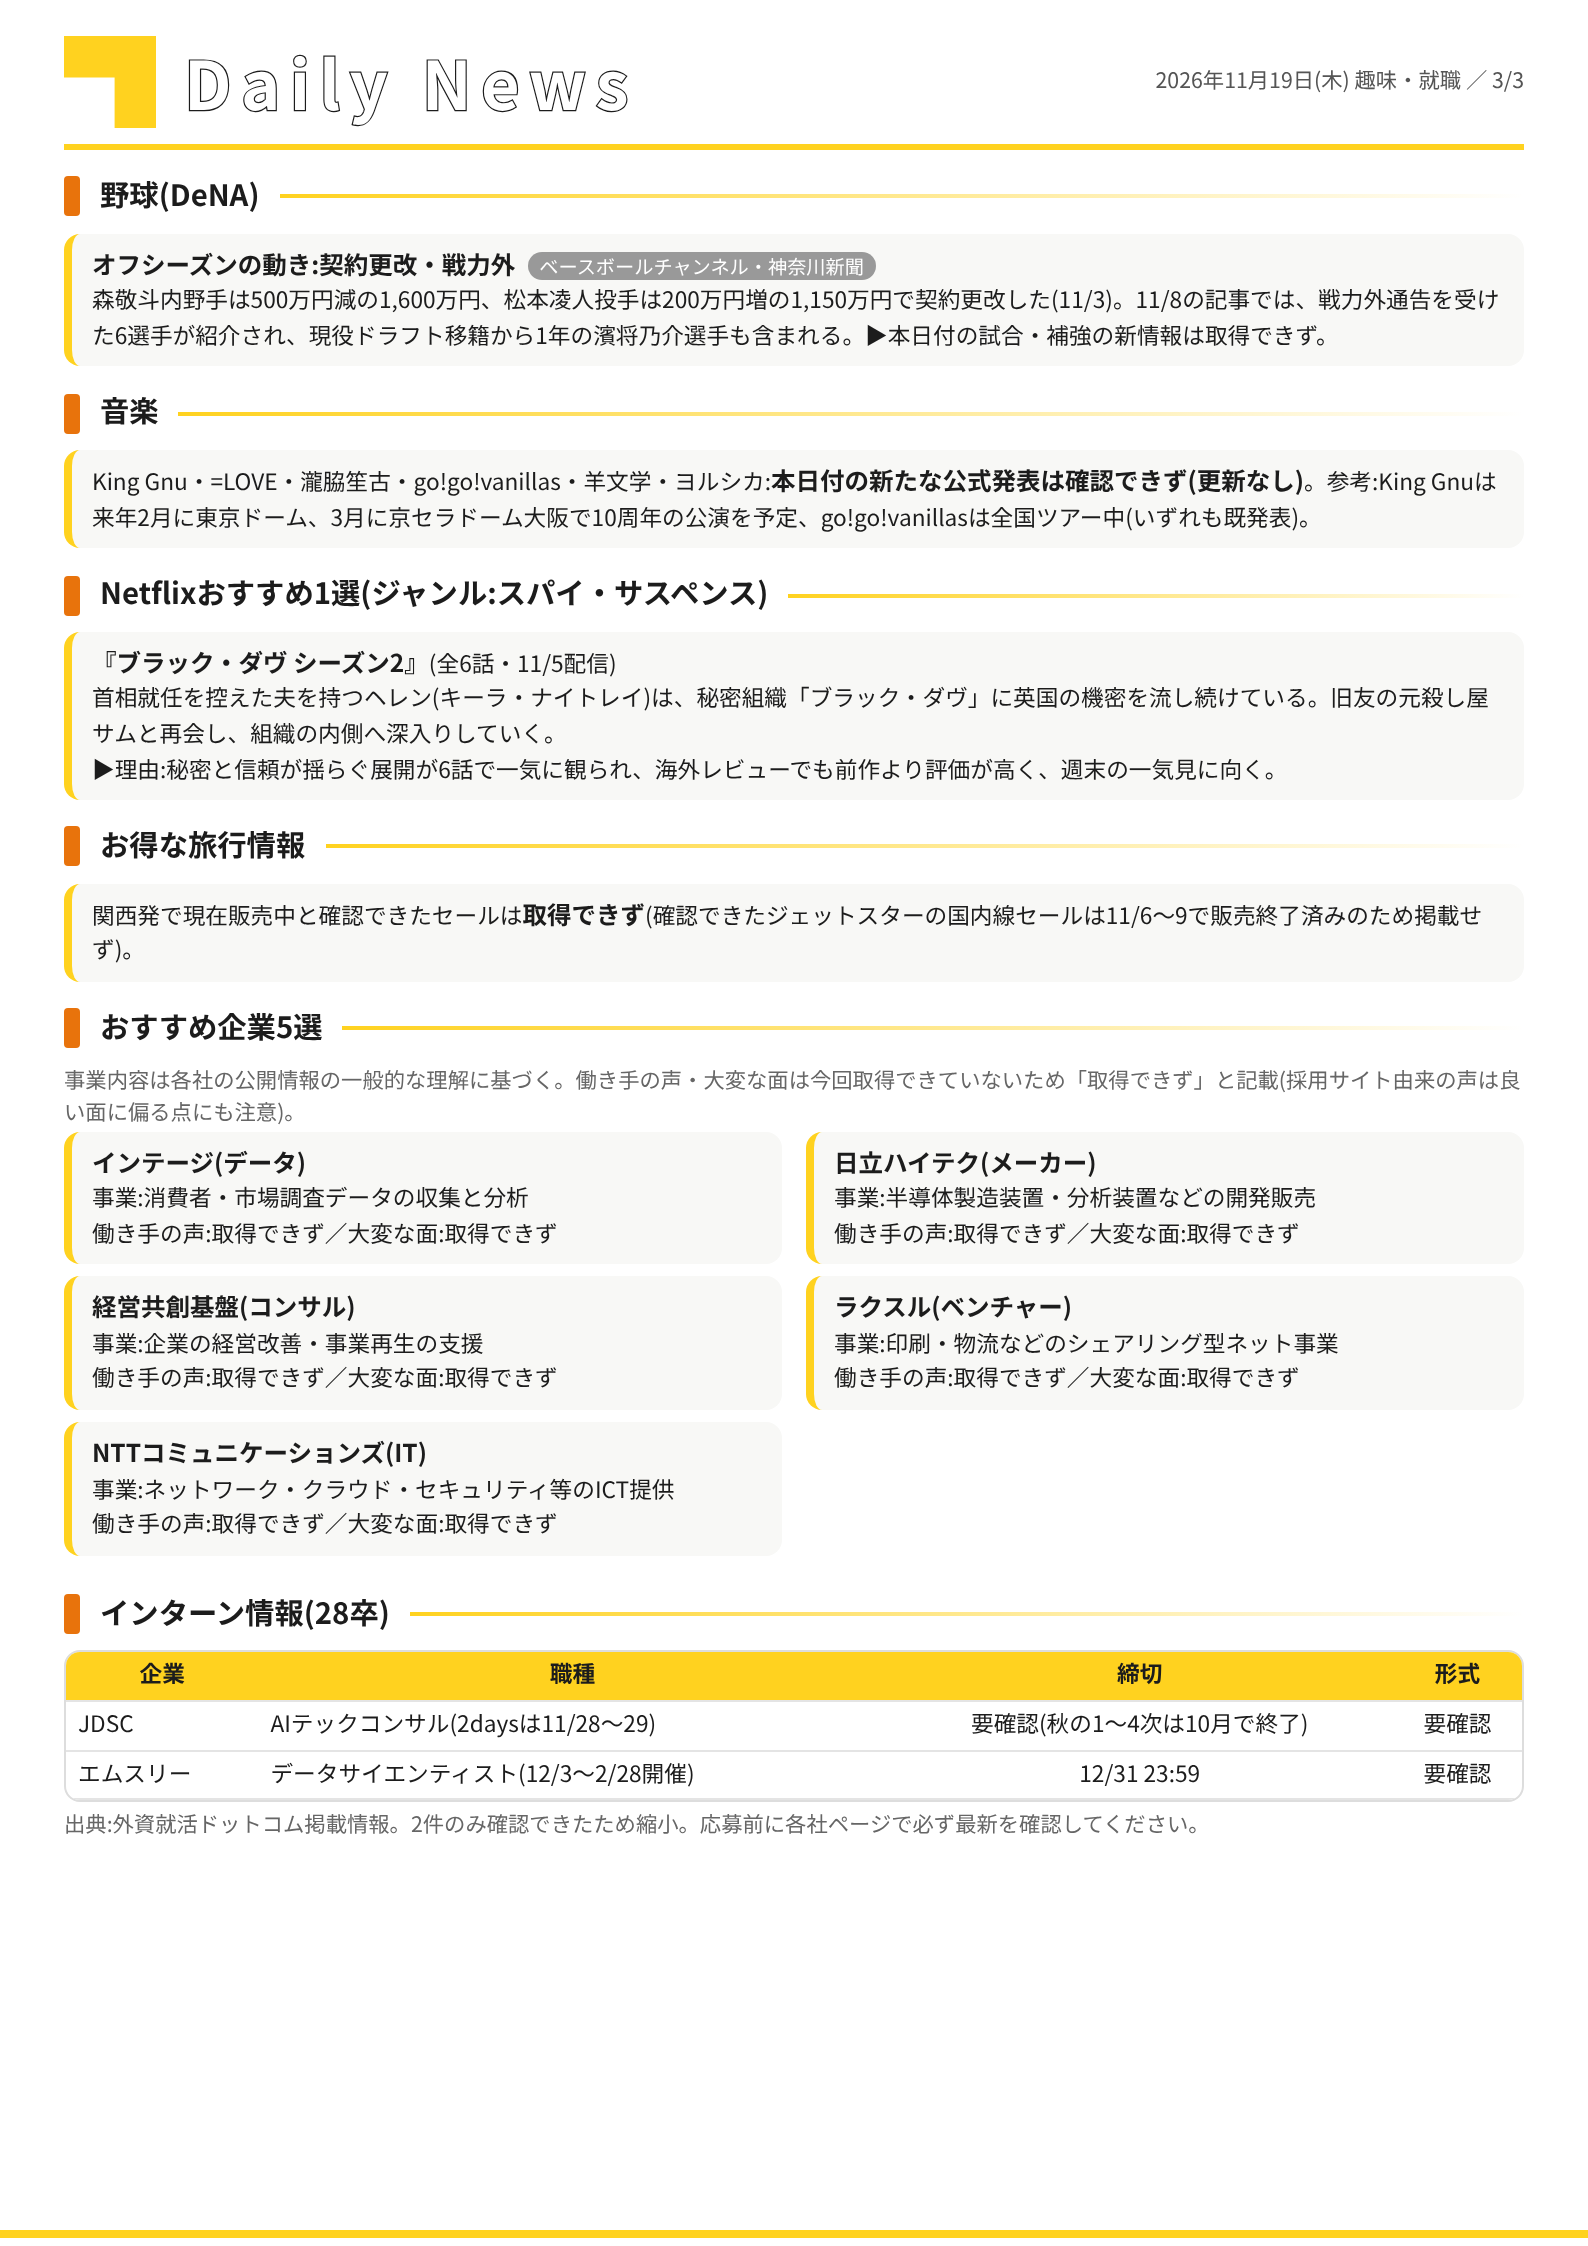 Daily News
2026年11月19日(木) 趣味・就職 ／ 3/3
野球(DeNA)
オフシーズンの動き:契約更改・戦力外 ベースボールチャンネル・神奈川新聞
森敬斗内野手は500万円減の1,600万円、松本凌人投手は200万円増の1,150万円で契約更改した(11/3)。11/8の記事では、戦力外通告を受け
た6選手が紹介され、現役ドラフト移籍から1年の濱将乃介選手も含まれる。▶本日付の試合・補強の新情報は取得できず。
音楽
King Gnu・=LOVE・瀧脇笙古・go!go!vanillas・羊文学・ヨルシカ:本日付の新たな公式発表は確認できず(更新なし)。参考:King Gnuは
来年2月に東京ドーム、3月に京セラドーム大阪で10周年の公演を予定、go!go!vanillasは全国ツアー中(いずれも既発表)。
Netflixおすすめ1選(ジャンル:スパイ・サスペンス)
『ブラック・ダヴ シーズン2』(全6話・11/5配信)
首相就任を控えた夫を持つヘレン(キーラ・ナイトレイ)は、秘密組織「ブラック・ダヴ」に英国の機密を流し続けている。旧友の元殺し屋
サムと再会し、組織の内側へ深入りしていく。
▶理由:秘密と信頼が揺らぐ展開が6話で一気に観られ、海外レビューでも前作より評価が高く、週末の一気見に向く。
お得な旅行情報
関西発で現在販売中と確認できたセールは取得できず(確認できたジェットスターの国内線セールは11/6〜9で販売終了済みのため掲載せ
ず)。
おすすめ企業5選
事業内容は各社の公開情報の一般的な理解に基づく。働き手の声・大変な面は今回取得できていないため「取得できず」と記載(採用サイト由来の声は良
い面に偏る点にも注意)。
インテージ(データ)
事業:消費者・市場調査データの収集と分析
働き手の声:取得できず／大変な面:取得できず
日立ハイテク(メーカー)
事業:半導体製造装置・分析装置などの開発販売
働き手の声:取得できず／大変な面:取得できず
経営共創基盤(コンサル)
事業:企業の経営改善・事業再生の支援
働き手の声:取得できず／大変な面:取得できず
ラクスル(ベンチャー)
事業:印刷・物流などのシェアリング型ネット事業
働き手の声:取得できず／大変な面:取得できず
NTTコミュニケーションズ(IT)
事業:ネットワーク・クラウド・セキュリティ等のICT提供
働き手の声:取得できず／大変な面:取得できず
インターン情報(28卒)
企業 職種 締切 形式
JDSC AIテックコンサル(2daysは11/28〜29) 要確認(秋の1〜4次は10月で終了) 要確認
エムスリー データサイエンティスト(12/3〜2/28開催) 12/31 23:59 要確認
出典:外資就活ドットコム掲載情報。2件のみ確認できたため縮小。応募前に各社ページで必ず最新を確認してください。